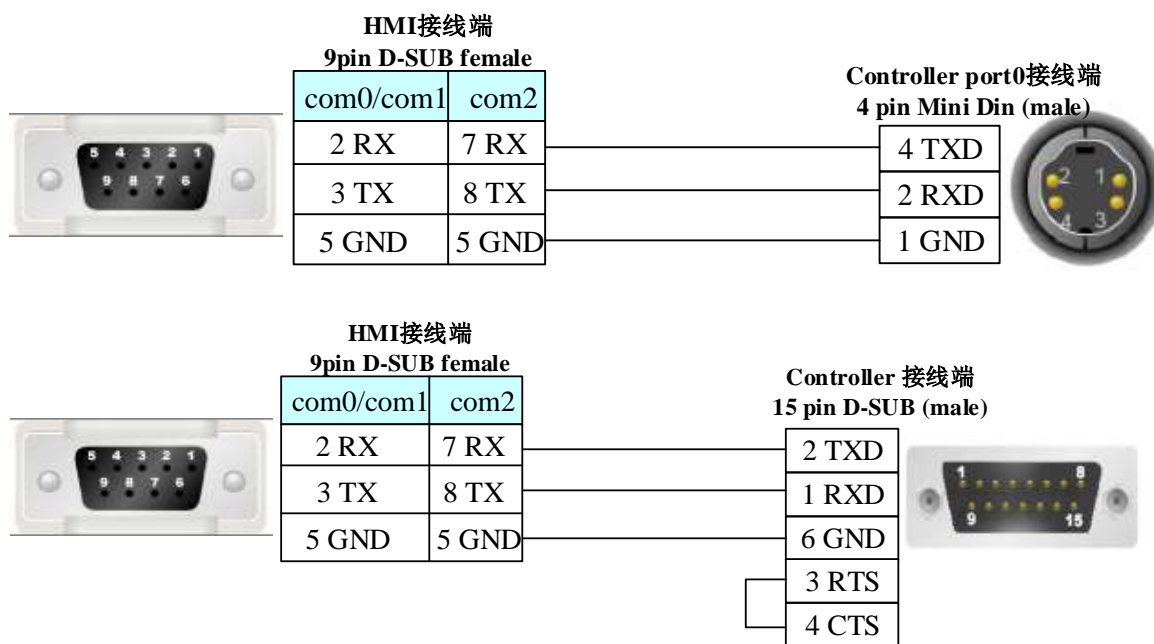 HMI接线端
9pin D-SUB female
com0/com1 com2
2 RX 7 RX
3 TX 8 TX
5 GND 5 GND
5 4 3 2 1
9 8 7 6
Controller port0接线端
4 pin Mini Din (male)
4 TXD
2 RXD
1 GND
2 1
4 3
HMI接线端
9pin D-SUB female
com0/com1 com2
2 RX 7 RX
3 TX 8 TX
5 GND 5 GND
5 4 3 2 1
9 8 7 6
Controller 接线端
15 pin D-SUB (male)
2 TXD
1 RXD
6 GND
3 RTS
4 CTS
1 8
9 15